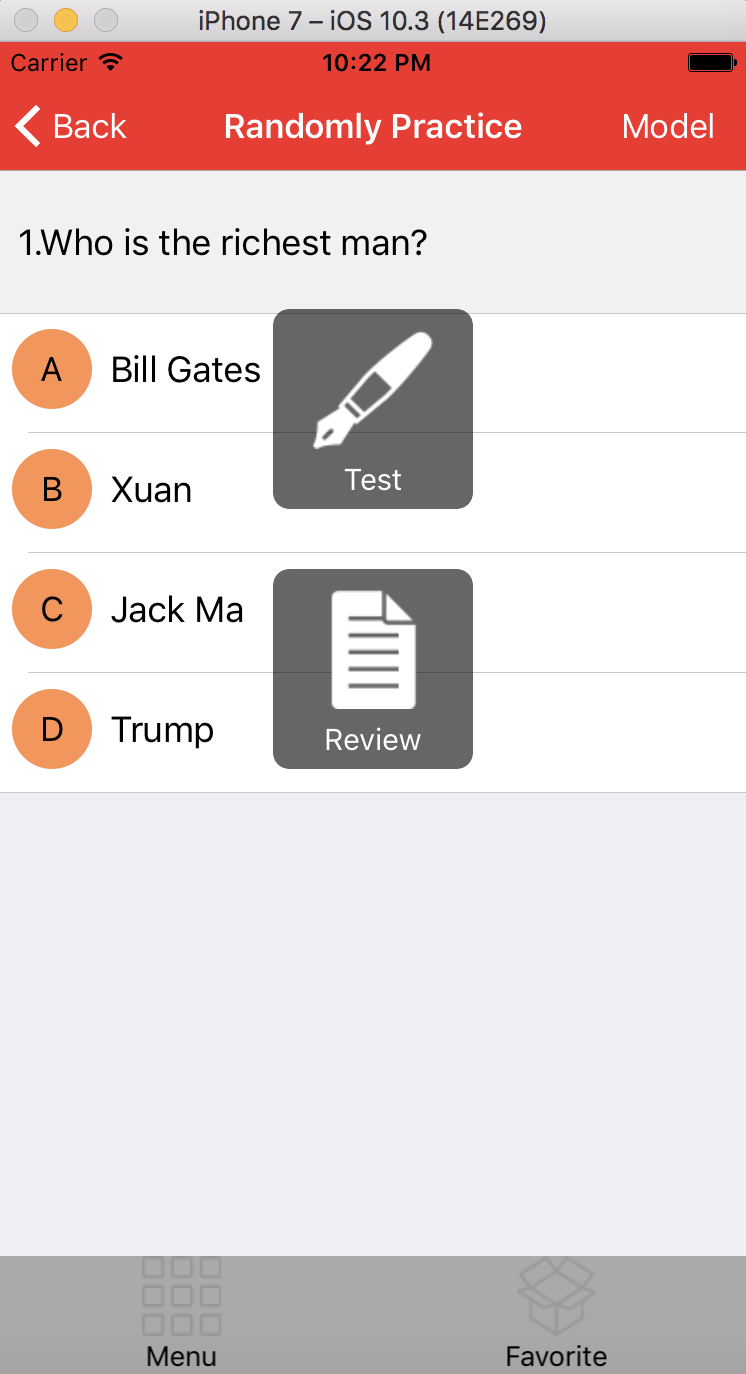 iPhone 7 – iOS 10.3 (14E269)
Carrier 10:22 PM
Back Randomly Practice Model
1.Who is the richest man?
A Bill Gates
Test
B Xuan
C Jack Ma
Review
D Trump
Menu Favorite